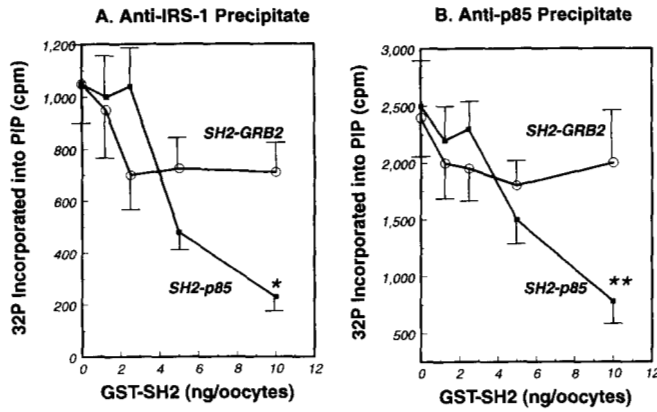 A. Anti-IRS-1 Precipitate
32P Incorporated into PIP (cpm)
1,200
1,000
800
600
400
200
0
SH2-GRB2
SH2-p85
*
0 2 4 6 8 10 12
GST-SH2 (ng/oocytes)
B. Anti-p85 Precipitate
32P Incorporated into PIP (cpm)
3,000
2,500
2,000
1,500
1,000
500
SH2-GRB2
SH2-p85
**
0 2 4 6 8 10 12
GST-SH2 (ng/oocytes)